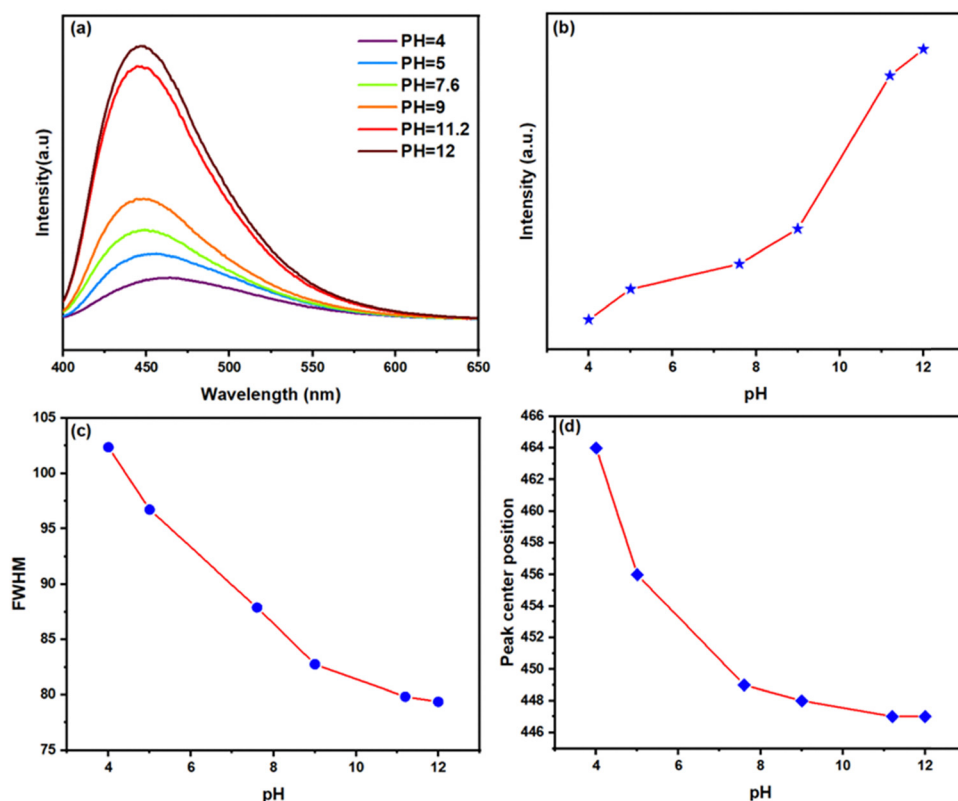 (a)
PH=4
PH=5
PH=7.6
PH=9
PH=11.2
PH=12
Intensity(a.u)
400 450 500 550 600 650
Wavelength (nm)
(b)
Intensity (a.u.)
4 6 8 10 12
pH
(c)
105
100
95
90
85
80
75
FWHM
4 6 8 10 12
pH
(d)
466
464
462
460
458
456
454
452
450
448
446
Peak center position
4 6 8 10 12
pH